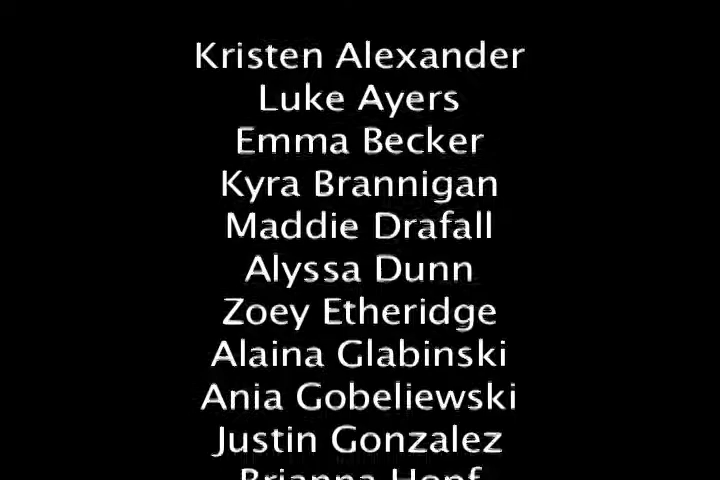 Kristen Alexander
Luke Ayers
Emma Becker
Kyra Brannigan
Maddie Drafall
Alyssa Dunn
Zoey Etheridge
Alaina Glabinski
Ania Gobeliewski
Justin Gonzalez
Brianna